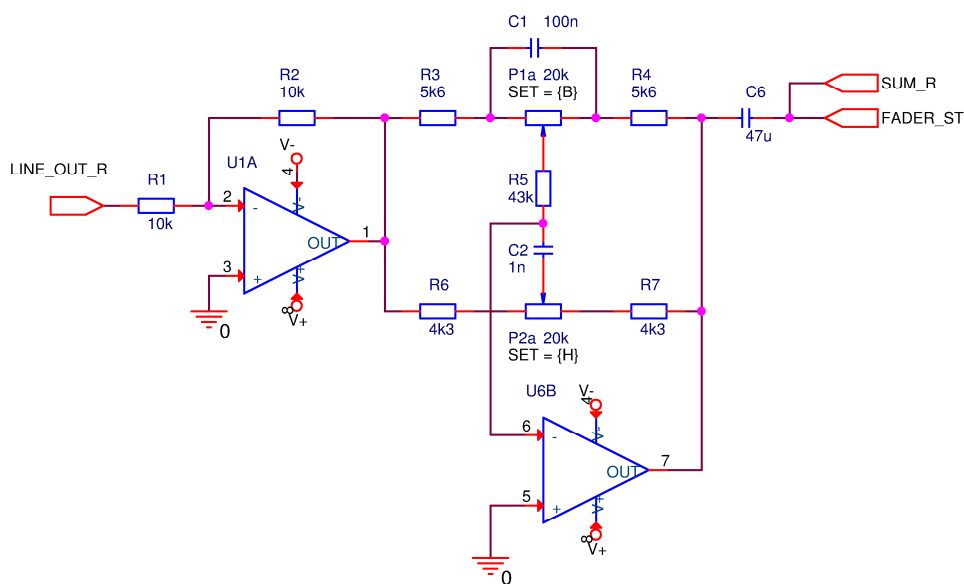 C1 100n
R2
10k
R3
5k6
P1a 20k
SET = {B}
R4
5k6
C6
47u
SUM_R
FADER_ST
LINE_OUT_R
R1
10k
U1A
V-
4
V-
2
-
OUT
1
3
+
V+
8
V+
0
R5
43k
C2
1n
R6
4k3
R7
4k3
P2a 20k
SET = {H}
U6B
V-
4
V-
6
-
OUT
7
5
+
V+
8
V+
0